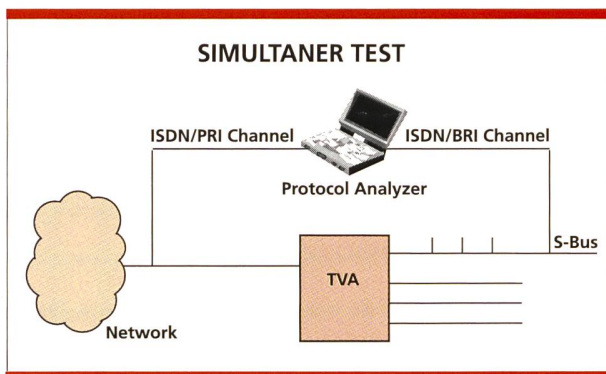 SIMULTANER TEST
ISDN/PRI Channel
ISDN/BRI Channel
Protocol Analyzer
S-Bus
TVA
Network